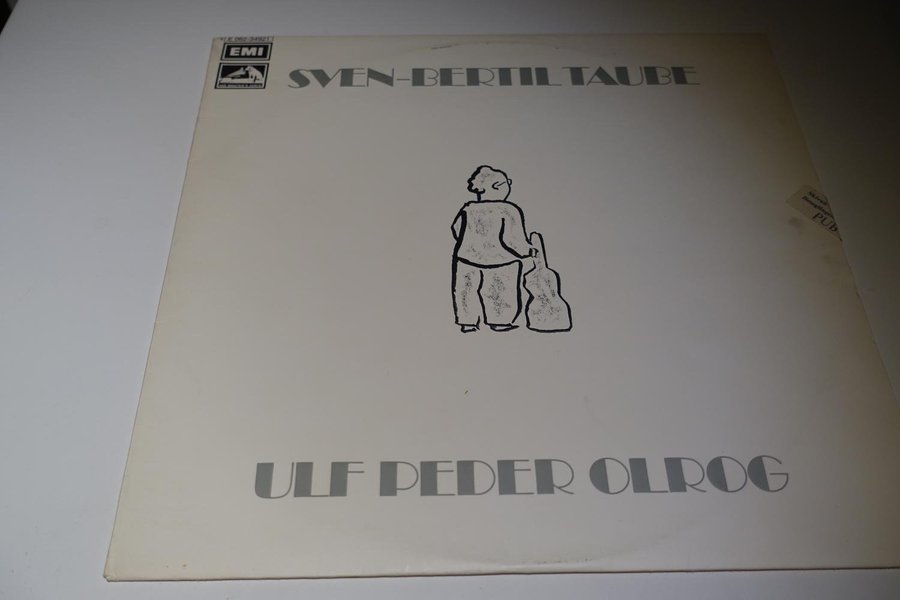 EMI
SVEN-BERTIL TAUBE
PUB
ULF PEDER OLROG